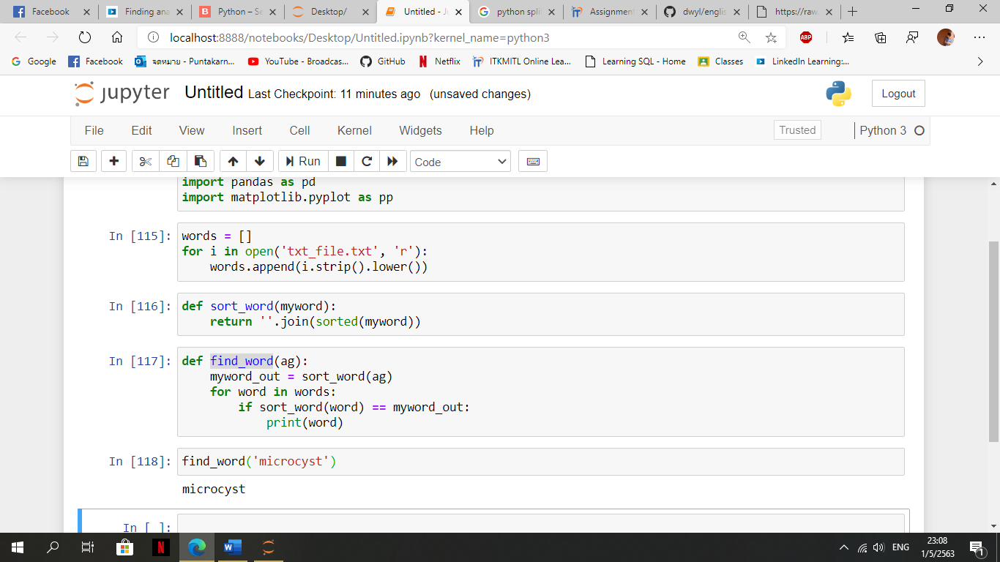 Facebook
Finding ana
Python – Se
Desktop/
Untitled - Ju
python spli
Assignment
dwyl/englis
https://raw.
localhost:8888/notebooks/Desktop/Untitled.ipynb?kernel_name=python3
ABP
Google
Facebook
จดหมาย - Puntakarn...
YouTube - Broadcas...
GitHub
Netflix
ITKMITL Online Lea...
Learning SQL - Home
Classes
LinkedIn Learning:...
jupyter Untitled Last Checkpoint: 11 minutes ago (unsaved changes)
Logout
File Edit View Insert Cell Kernel Widgets Help
Trusted
Python 3
Run
Code
import pandas as pd
import matplotlib.pyplot as pp
In [115]: words = []
for i in open('txt_file.txt', 'r'):
    words.append(i.strip().lower())
In [116]: def sort_word(myword):
    return ''.join(sorted(myword))
In [117]: def find_word(ag):
    myword_out = sort_word(ag)
    for word in words:
        if sort_word(word) == myword_out:
            print(word)
In [118]: find_word('microcyst')
microcyst
In [ ]:
ENG
23:08
1/5/2563
1